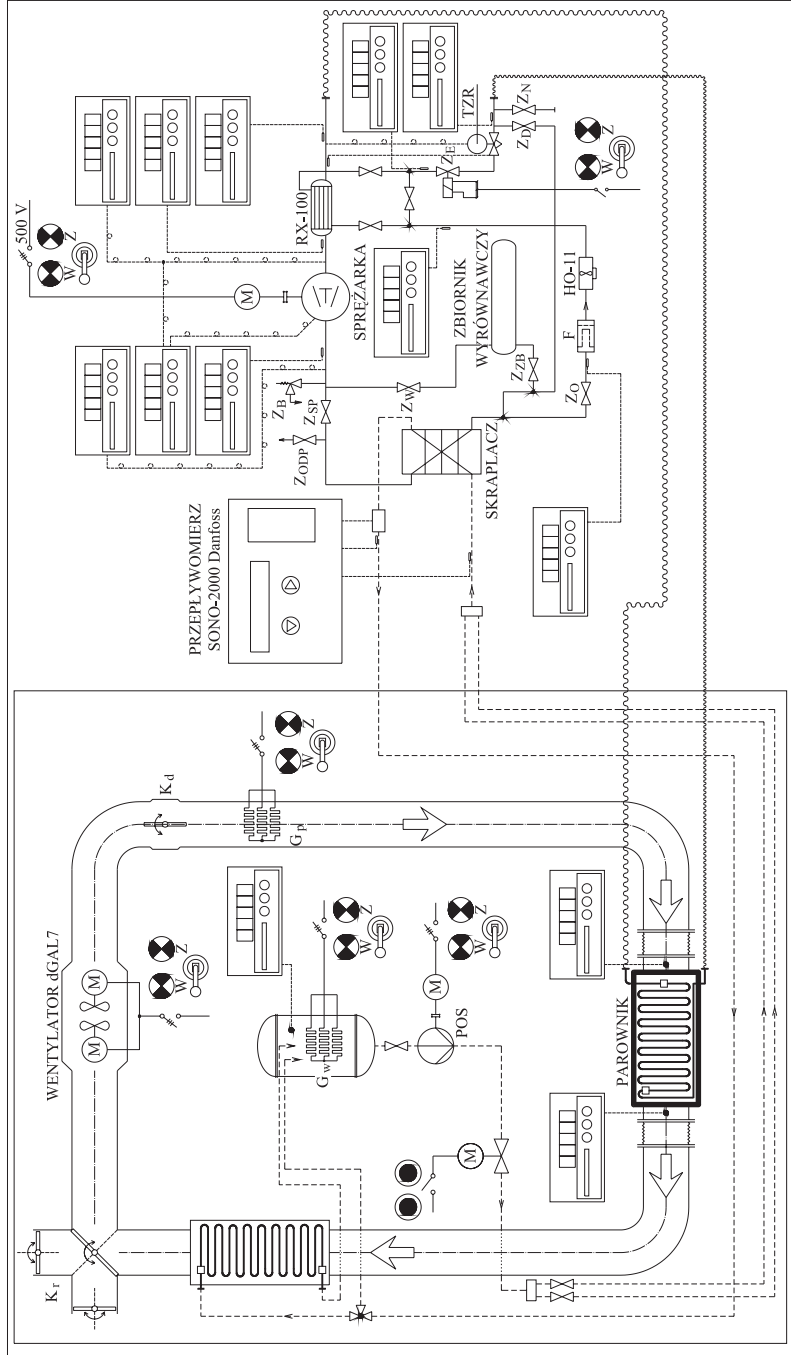 WENTYLATOR dGAL7
M
M
W
Z
K_r
K_d
G_p
W
Z
G_w
W
Z
M
W
Z
POS
M
PAROWNIK
PRZEPŁYWOMIERZ
SONO-2000 Danfoss
Z_ODP
Z_B
Z_SP
Z_W
SKRAPLACZ
500 V
W
Z
M
SPRĘŻARKA
ZBIORNIK
WYRÓWNAWCZY
Z_ZB
Z_O
F
HO-11
RX-100
Z_E
TZR
Z_D
Z_N
W
Z